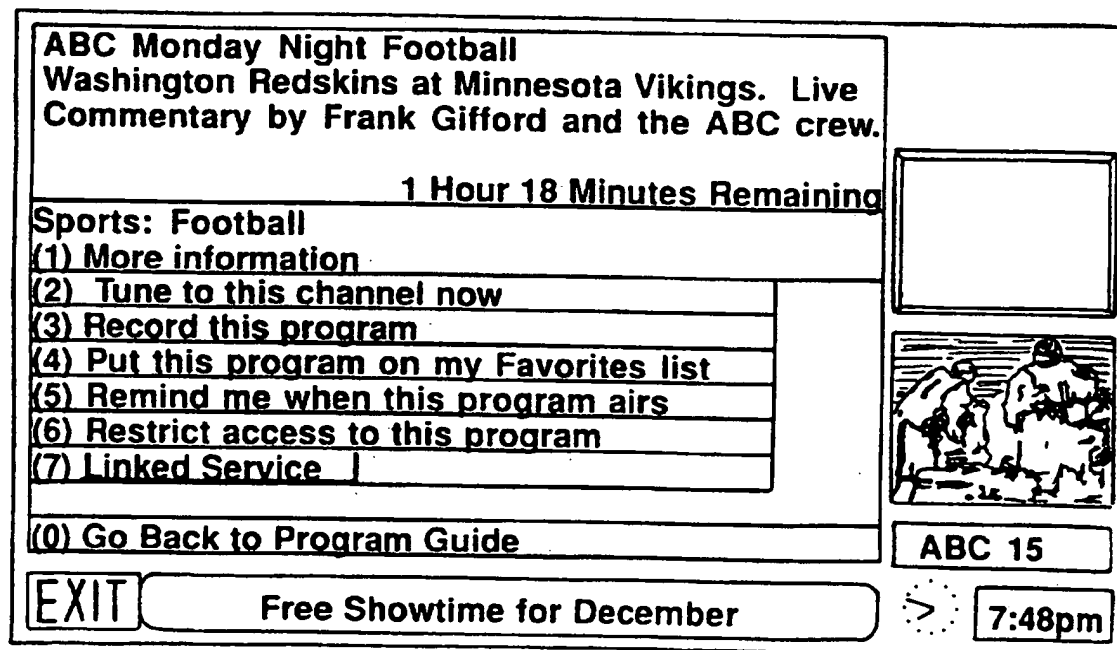 ABC Monday Night Football
Washington Redskins at Minnesota Vikings. Live
Commentary by Frank Gifford and the ABC crew.
1 Hour 18 Minutes Remaining
Sports: Football
(1) More information
(2) Tune to this channel now
(3) Record this program
(4) Put this program on my Favorites list
(5) Remind me when this program airs
(6) Restrict access to this program
(7) Linked Service
(0) Go Back to Program Guide
ABC 15
EXIT
Free Showtime for December
7:48pm